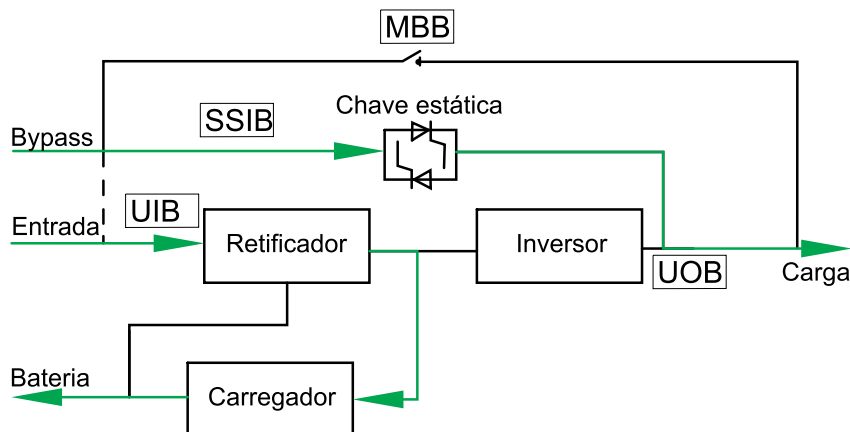 MBB
Chave estática
SSIB
Bypass
UIB
Entrada
Retificador
Inversor
UOB
Carga
Bateria
Carregador